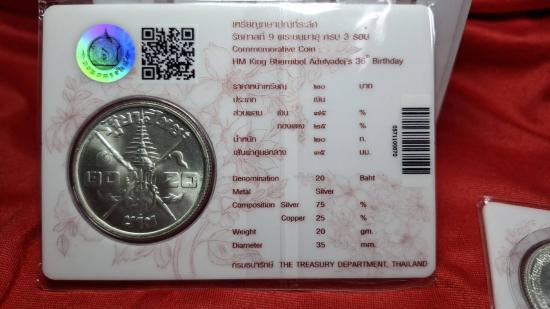 เหรียญกษาปณ์ที่ระลึก
รัชกาลที่ 9 พระชนมายุ ครบ 3 รอบ
Commemorative Coin
HM King Bhumibol Adulyadej's 36th Birthday
ราคาหน้าเหรียญ ๒๐ บาท
ประเภท เงิน
ส่วนผสม เงิน ๗๕ %
ทองแดง ๒๕ %
น้ำหนัก ๒๐ ก.
เส้นผ่าศูนย์กลาง ๓๕ มม.
Denomination 20 Baht
Metal Silver
Composition Silver 75 %
Copper 25 %
Weight 20 gm.
Diameter 35 mm.
กรมธนารักษ์ THE TREASURY DEPARTMENT, THAILAND
รัฐบาลไทย
๒๐ 20
บาท